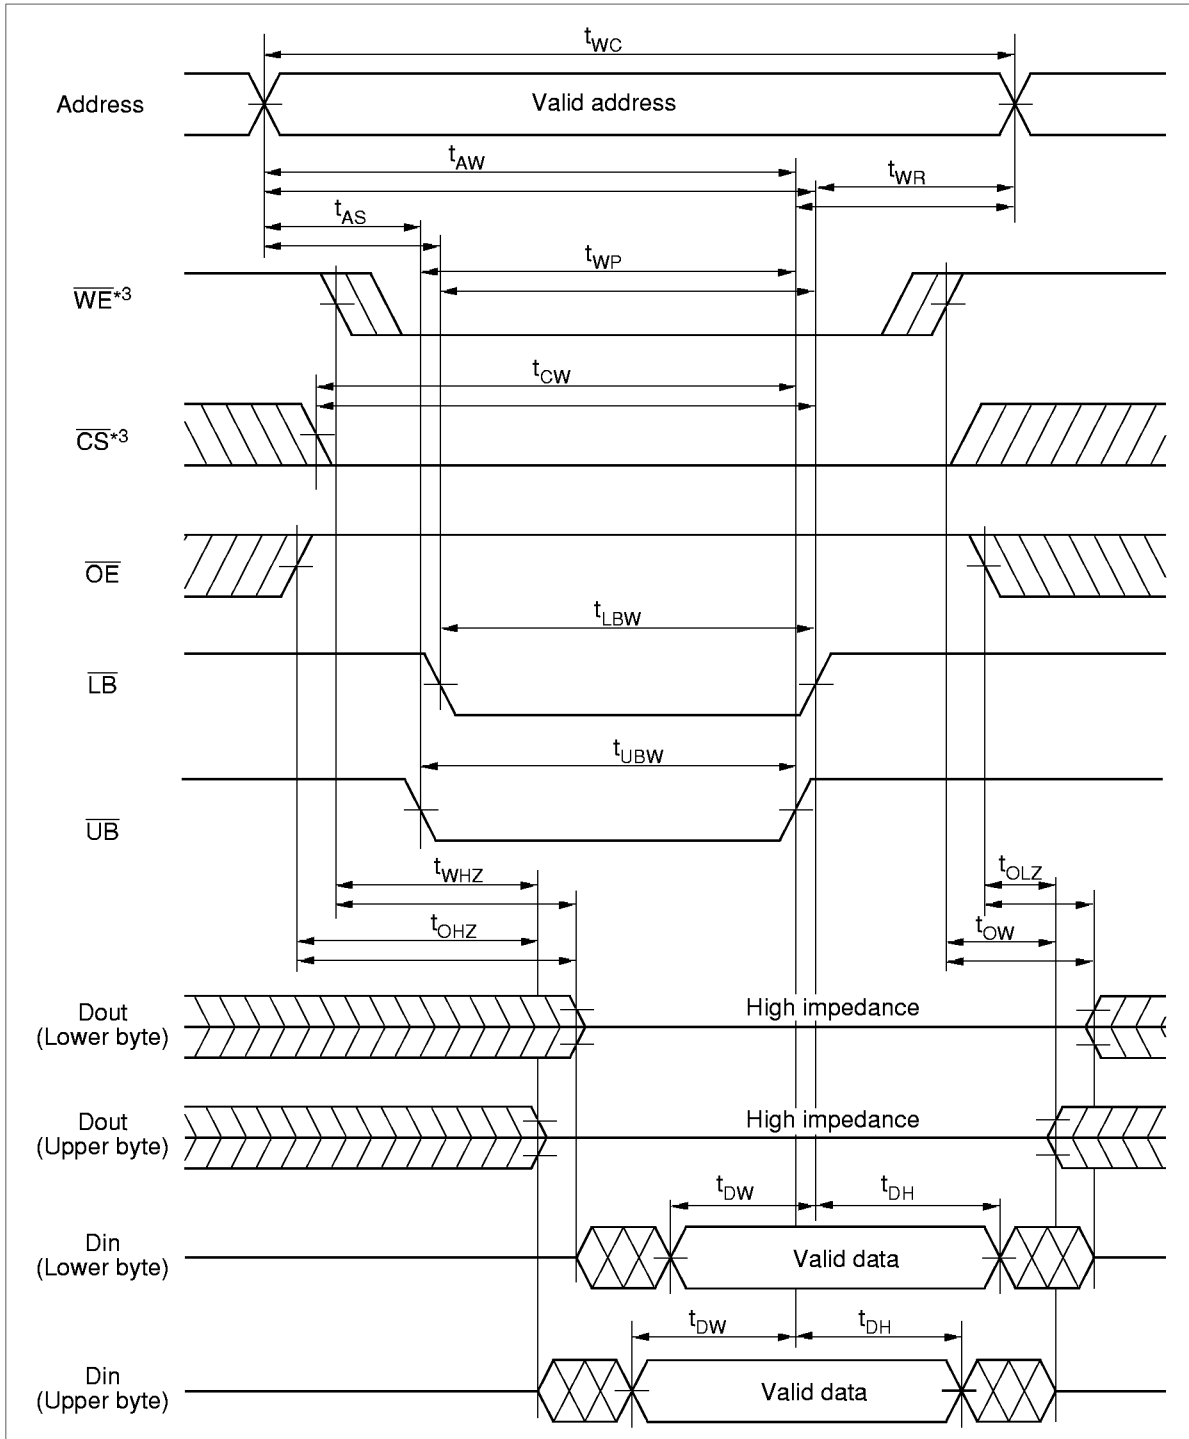 tWC
Address
Valid address
tAW
tWR
tAS
tWP
WE*3
tCW
CS*3
OE
tLBW
LB
tUBW
UB
tWHZ
tOLZ
tOHZ
tOW
Dout
(Lower byte)
High impedance
Dout
(Upper byte)
High impedance
tDW
tDH
Din
(Lower byte)
Valid data
tDW
tDH
Din
(Upper byte)
Valid data